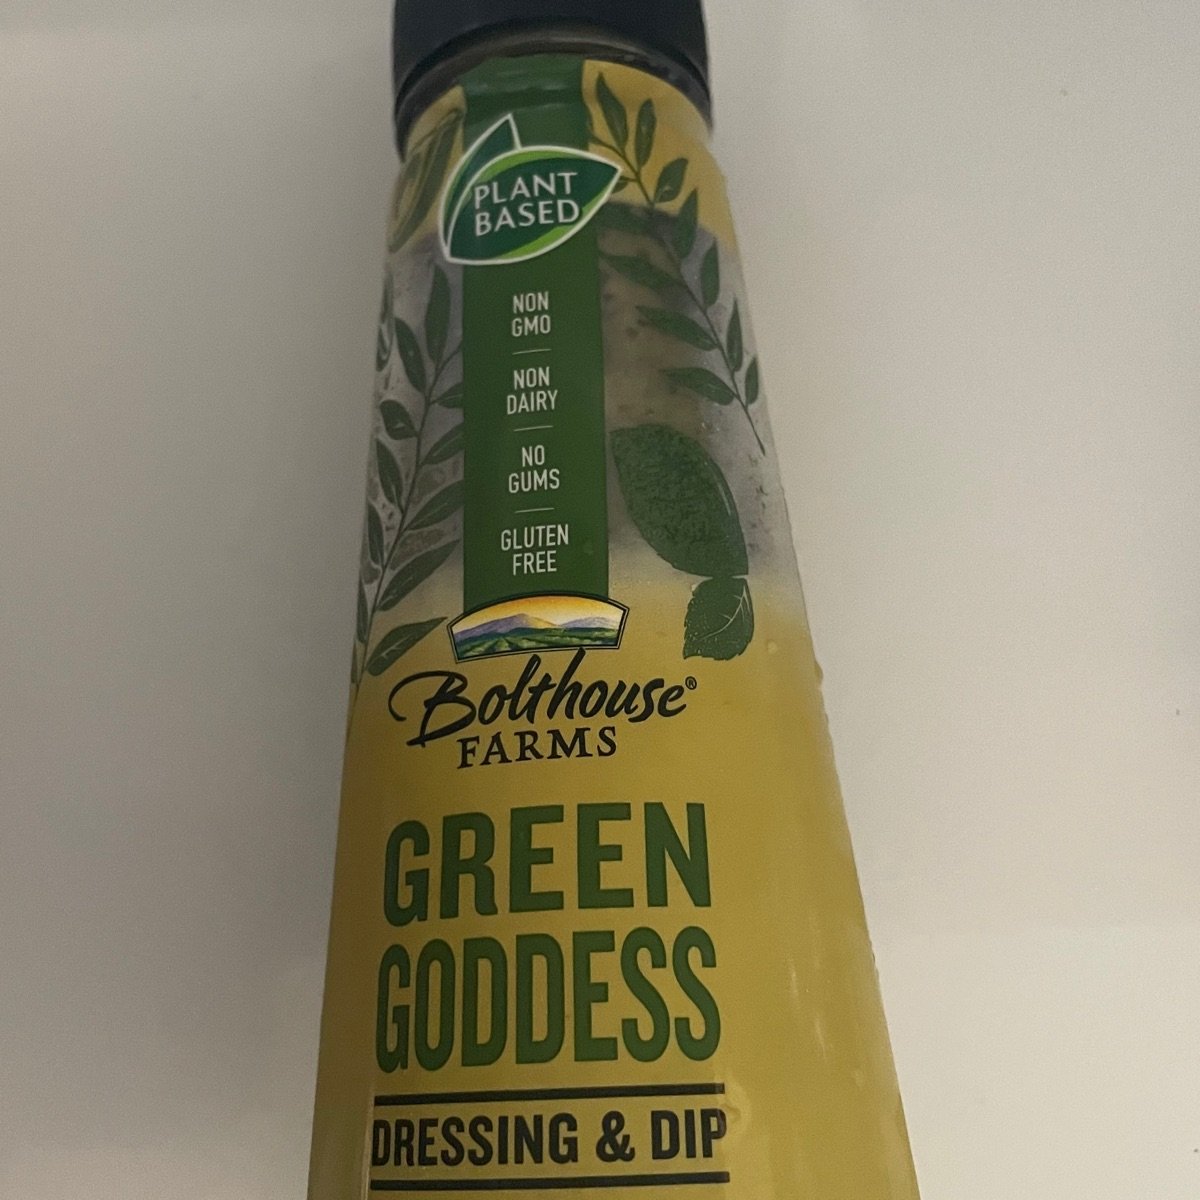 PLANT
BASED
NON
GMO
NON
DAIRY
NO
GUMS
GLUTEN
FREE
Bolthouse®
FARMS
GREEN
GODDESS
DRESSING & DIP